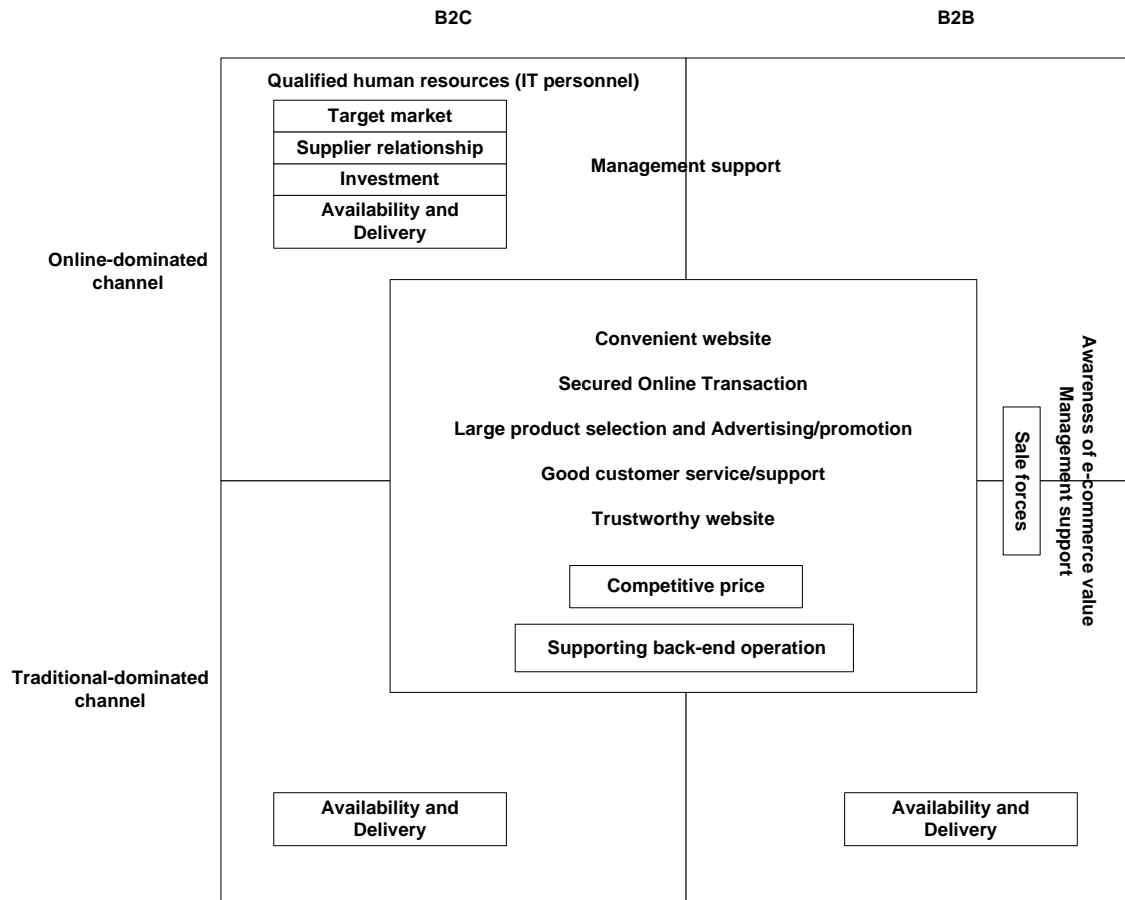 B2C
B2B
Qualified human resources (IT personnel)
Target market
Supplier relationship
Investment
Availability and
Delivery
Management support
Online-dominated
channel
Convenient website
Secured Online Transaction
Large product selection and Advertising/promotion
Good customer service/support
Trustworthy website
Competitive price
Supporting back-end operation
Sale forces
Awareness of e-commerce value
Management support
Traditional-dominated
channel
Availability and
Delivery
Availability and
Delivery